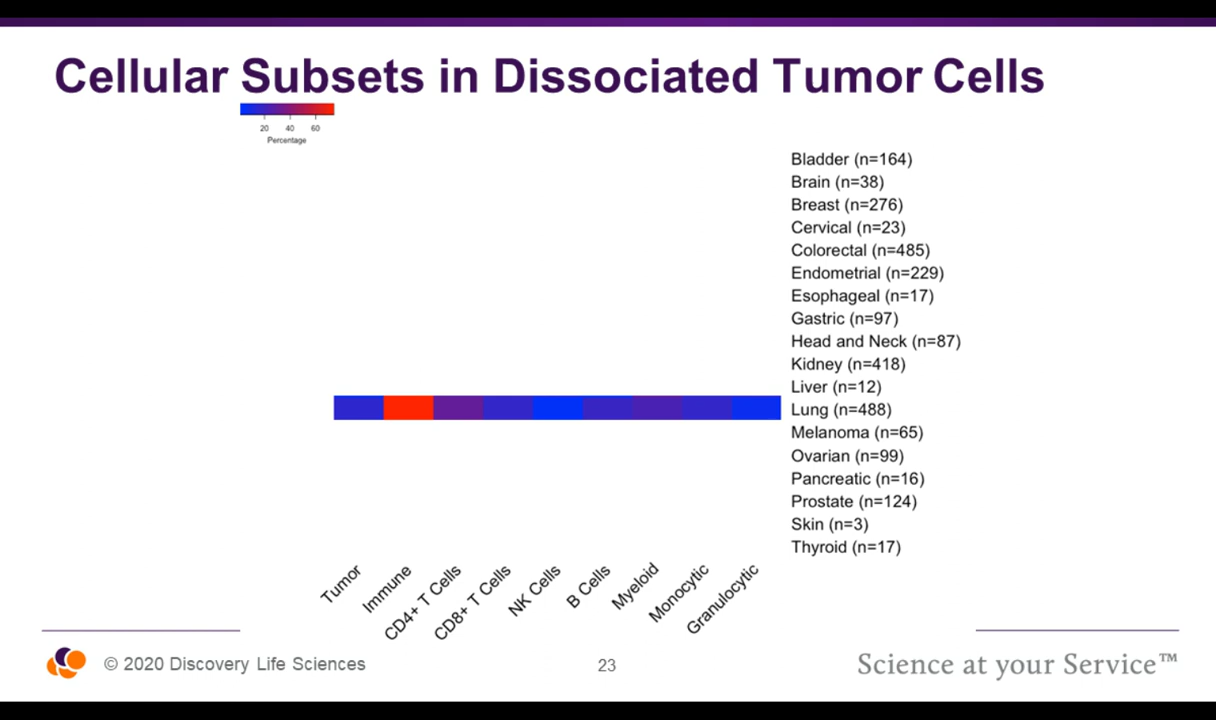 Cellular Subsets in Dissociated Tumor Cells
20 40 60
Percentage
Bladder (n=164)
Brain (n=38)
Breast (n=276)
Cervical (n=23)
Colorectal (n=485)
Endometrial (n=229)
Esophageal (n=17)
Gastric (n=97)
Head and Neck (n=87)
Kidney (n=418)
Liver (n=12)
Lung (n=488)
Melanoma (n=65)
Ovarian (n=99)
Pancreatic (n=16)
Prostate (n=124)
Skin (n=3)
Thyroid (n=17)
Tumor
Immune
CD4+ T Cells
CD8+ T Cells
NK Cells
B Cells
Myeloid
Monocytic
Granulocytic
© 2020 Discovery Life Sciences
23
Science at your Service™